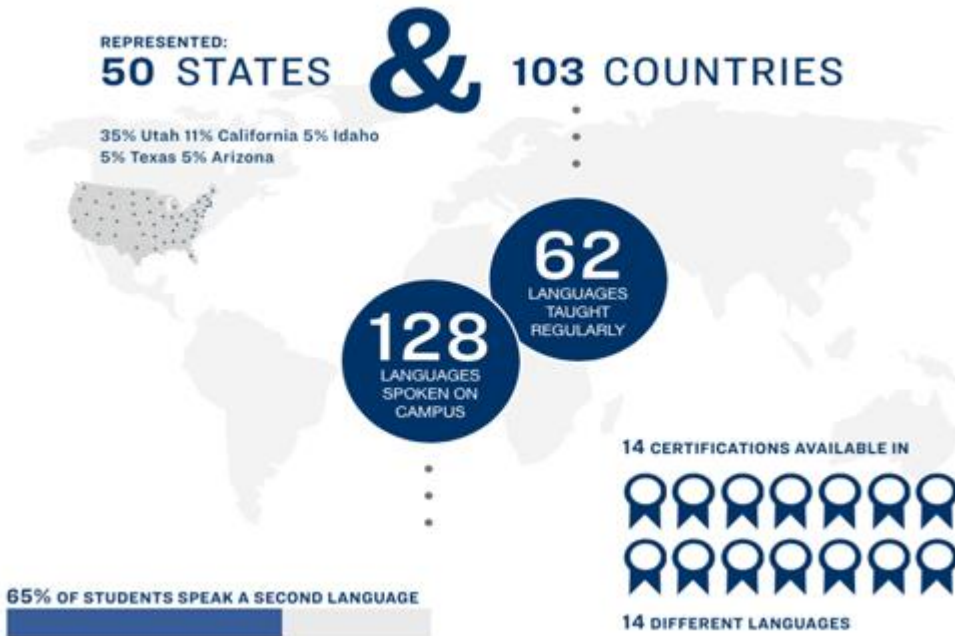 REPRESENTED:
50 STATES & 103 COUNTRIES
35% Utah 11% California 5% Idaho
5% Texas 5% Arizona
62
LANGUAGES
TAUGHT
REGULARLY
128
LANGUAGES
SPOKEN ON
CAMPUS
14 CERTIFICATIONS AVAILABLE IN
14 DIFFERENT LANGUAGES
65% OF STUDENTS SPEAK A SECOND LANGUAGE